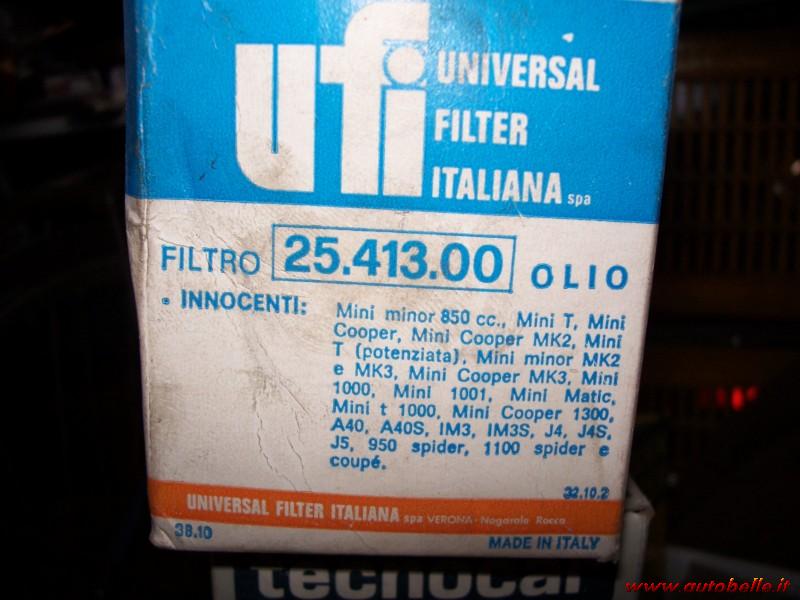 ufi
UNIVERSAL
FILTER
ITALIANA spa
FILTRO 25.413.00 OLIO
• INNOCENTI: Mini minor 850 cc., Mini T, Mini
Cooper, Mini Cooper MK2, Mini
T (potenziata), Mini minor MK2
e MK3, Mini Cooper MK3, Mini
1000, Mini 1001, Mini Matic,
Mini t 1000, Mini Cooper 1300,
A40, A40S, IM3, IM3S, J4, J4S,
J5, 950 spider, 1100 spider e
coupé.
32.10.2
UNIVERSAL FILTER ITALIANA spa VERONA - Nogarole Rocca
38.10
MADE IN ITALY
tecnocar
www.autobelle.it